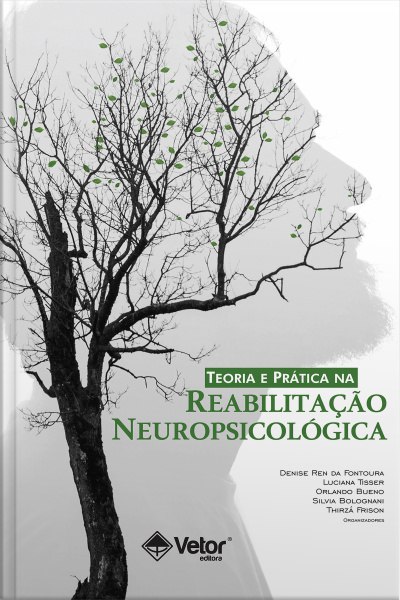 TEORIA E PRÁTICA NA
REABILITAÇÃO
NEUROPSICOLÓGICA
DENISE REN DA FONTOURA
LUCIANA TISSER
ORLANDO BUENO
SILVIA BOLOGNANI
THIRZÁ FRISON
ORGANIZADORES
Vetor®
editora